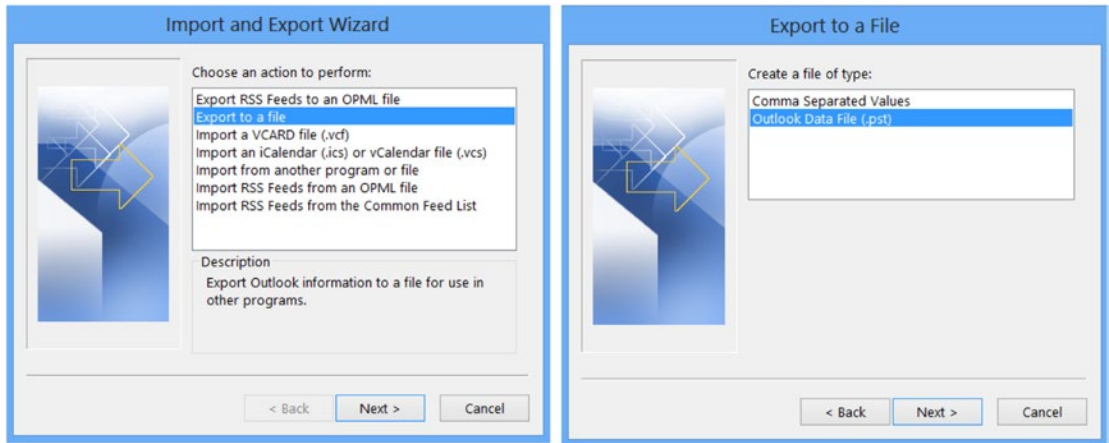 Import and Export Wizard
Choose an action to perform:
Export RSS Feeds to an OPML file
Export to a file
Import a VCARD file (.vcf)
Import an iCalendar (.ics) or vCalendar file (.vcs)
Import from another program or file
Import RSS Feeds from an OPML file
Import RSS Feeds from the Common Feed List
Description
Export Outlook information to a file for use in
other programs.
< Back
Next >
Cancel
Export to a File
Create a file of type:
Comma Separated Values
Outlook Data File (.pst)
< Back
Next >
Cancel